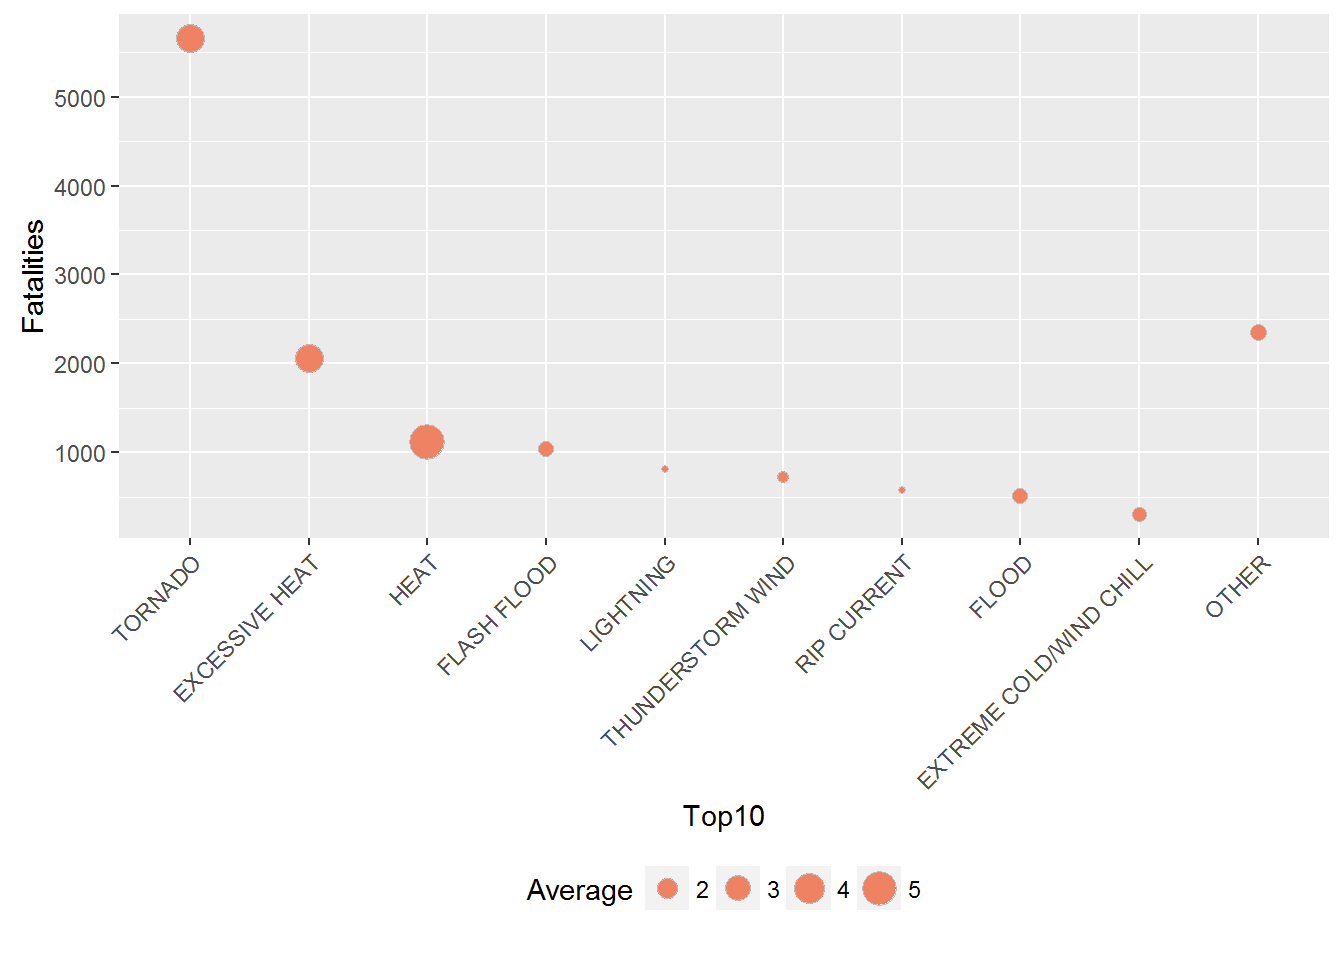 Fatalities
5000
4000
3000
2000
1000
TORNADO
EXCESSIVE HEAT
HEAT
FLASH FLOOD
LIGHTNING
THUNDERSTORM WIND
RIP CURRENT
FLOOD
EXTREME COLD/WIND CHILL
OTHER
Top10
Average 2 3 4 5